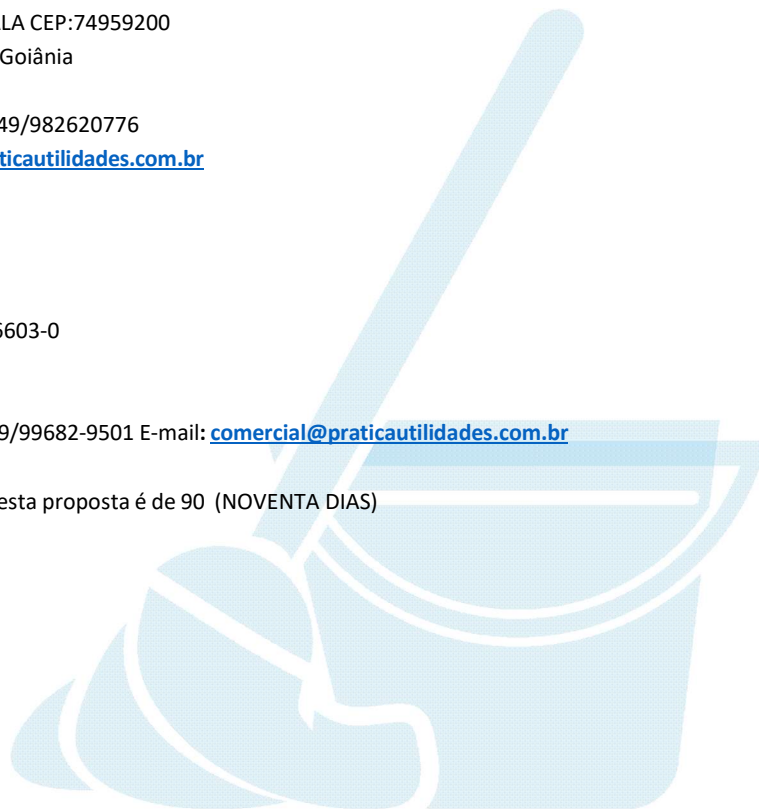 LA CEP:74959200
Goiânia
49/982620776
ticautilidades.com.br
6603-0
9/99682-9501 E-mail: comercial@praticautilidades.com.br
esta proposta é de 90 (NOVENTA DIAS)